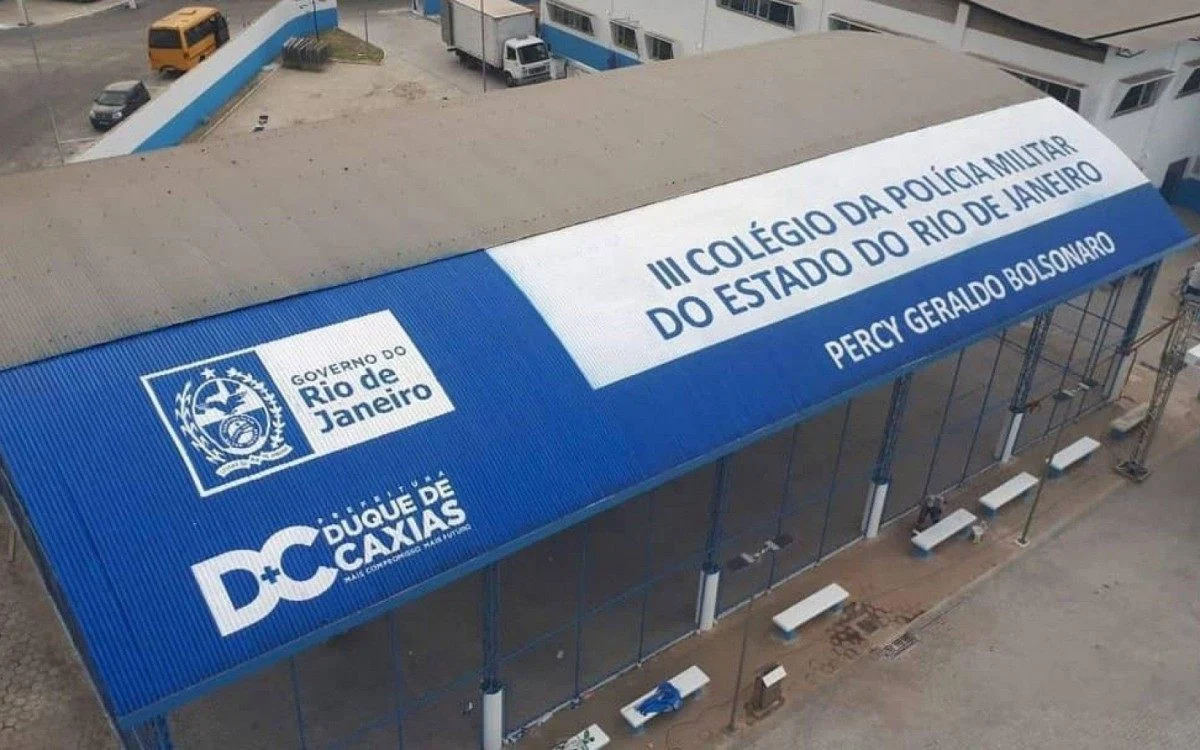 III COLÉGIO DA POLÍCIA MILITAR
DO ESTADO DO RIO DE JANEIRO
PERCY GERALDO BOLSONARO
GOVERNO DO
Rio de
Janeiro
PREFEITURA
D+C DUQUE DE
CAXIAS
MAIS COMPROMISSO MAIS FUTURO